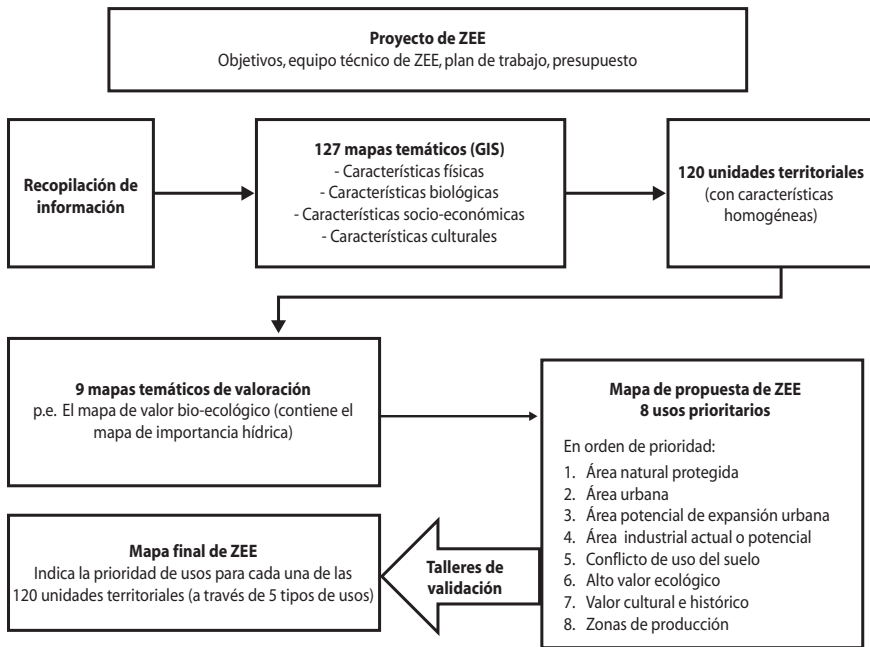 Proyecto de ZEE
Objetivos, equipo técnico de ZEE, plan de trabajo, presupuesto
Recopilación de
información
127 mapas temáticos (GIS)
- Características físicas
- Características biológicas
- Características socio-económicas
- Características culturales
120 unidades territoriales
(con características
homogéneas)
9 mapas temáticos de valoración
p.e. El mapa de valor bio-ecológico (contiene el
mapa de importancia hídrica)
Mapa de propuesta de ZEE
8 usos prioritarios
En orden de prioridad:
1. Área natural protegida
2. Área urbana
3. Área potencial de expansión urbana
4. Área industrial actual o potencial
5. Conflicto de uso del suelo
6. Alto valor ecológico
7. Valor cultural e histórico
8. Zonas de producción
Talleres de
validación
Mapa final de ZEE
Indica la prioridad de usos para cada una de las
120 unidades territoriales (a través de 5 tipos de usos)